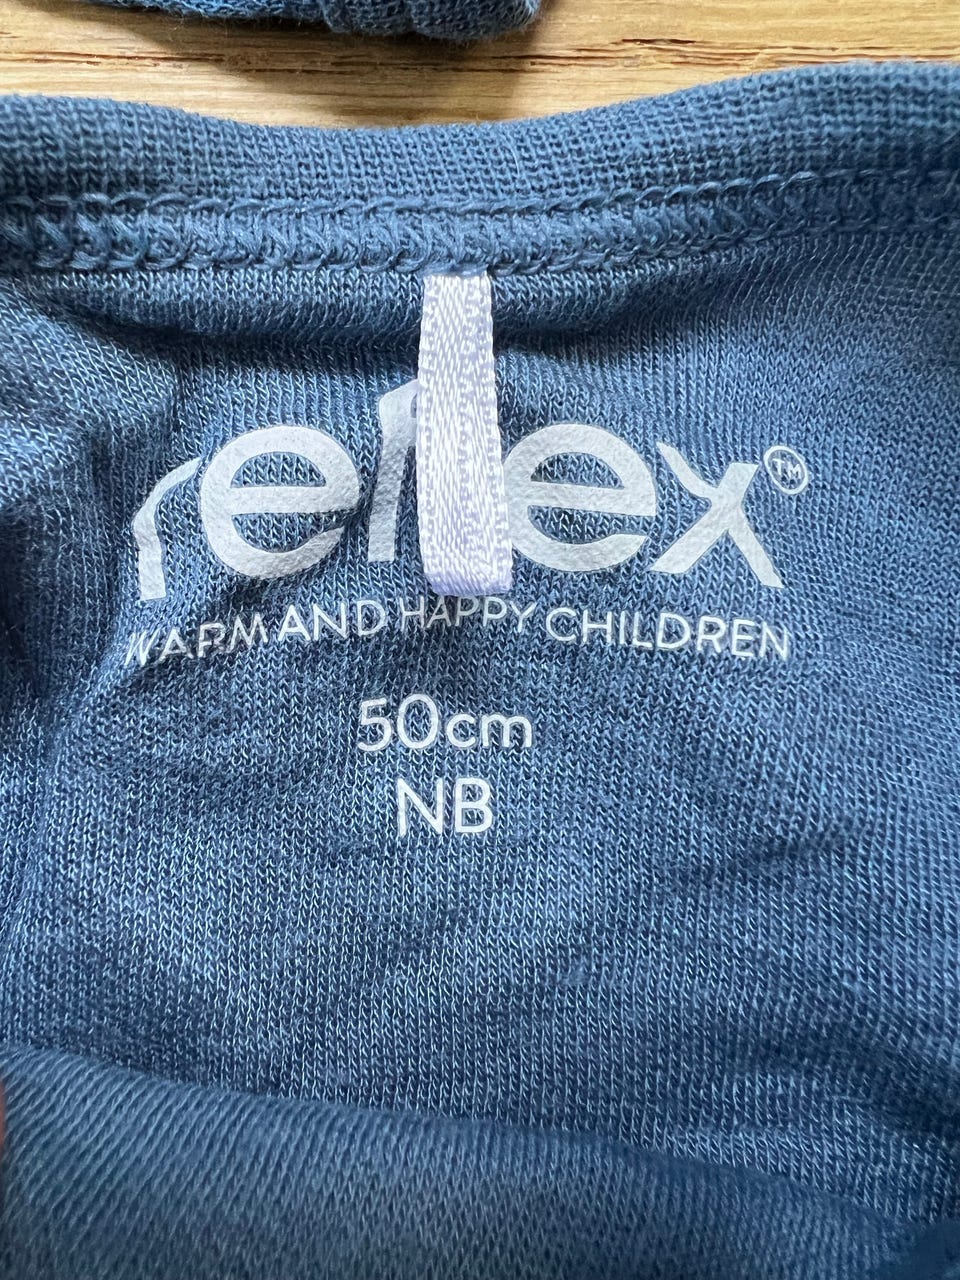 reflex™
WARM AND HAPPY CHILDREN
50cm
NB